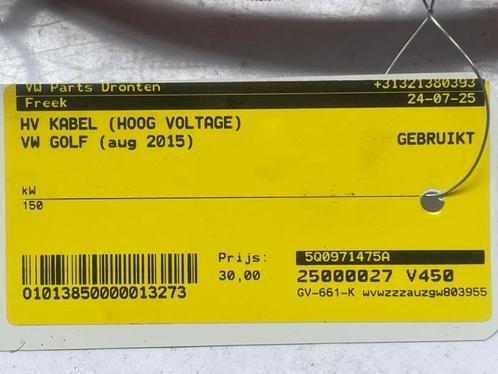 VW Parts Dronten +31321380393
Freek 24-07-25
HV KABEL (HOOG VOLTAGE)
VW GOLF (aug 2015) GEBRUIKT
kW
150
Prijs: 5Q0971475A
30,00 25000027 V450
01013850000013273 GV-661-K wvwzzzauzgw803955